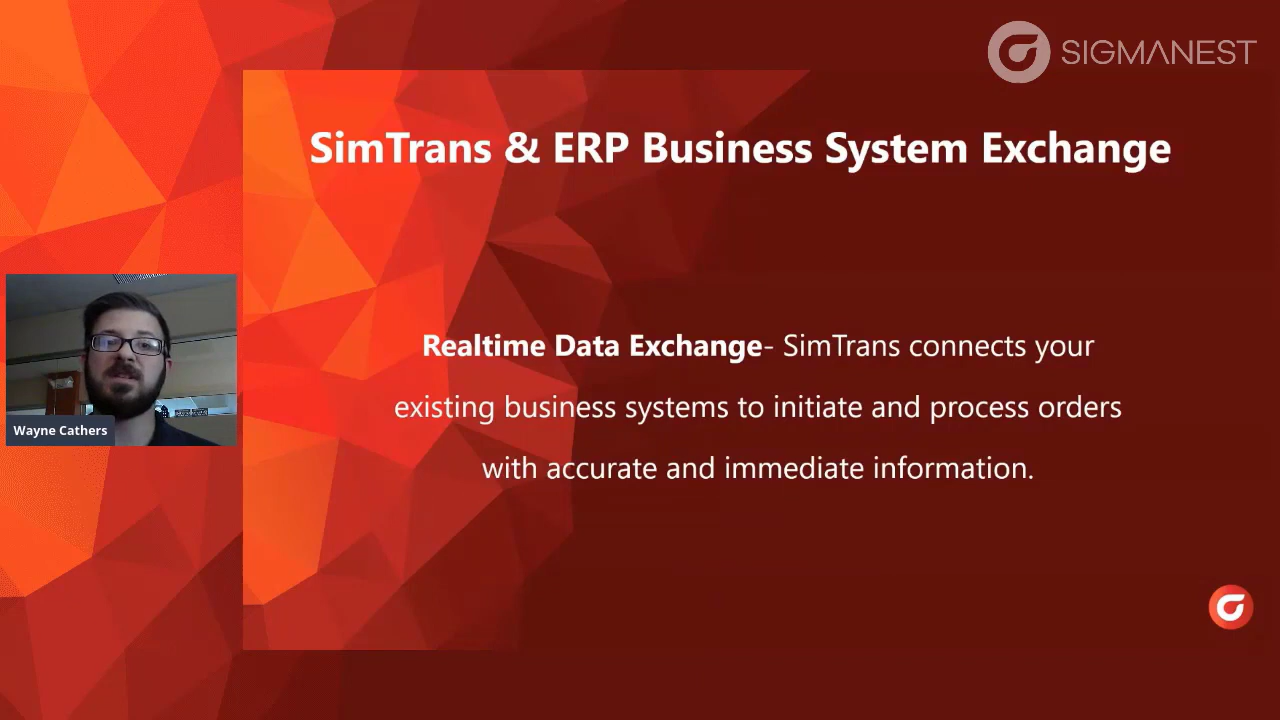 SIGMANEST
SimTrans & ERP Business System Exchange
Realtime Data Exchange- SimTrans connects your
existing business systems to initiate and process orders
with accurate and immediate information.
Wayne Cathers